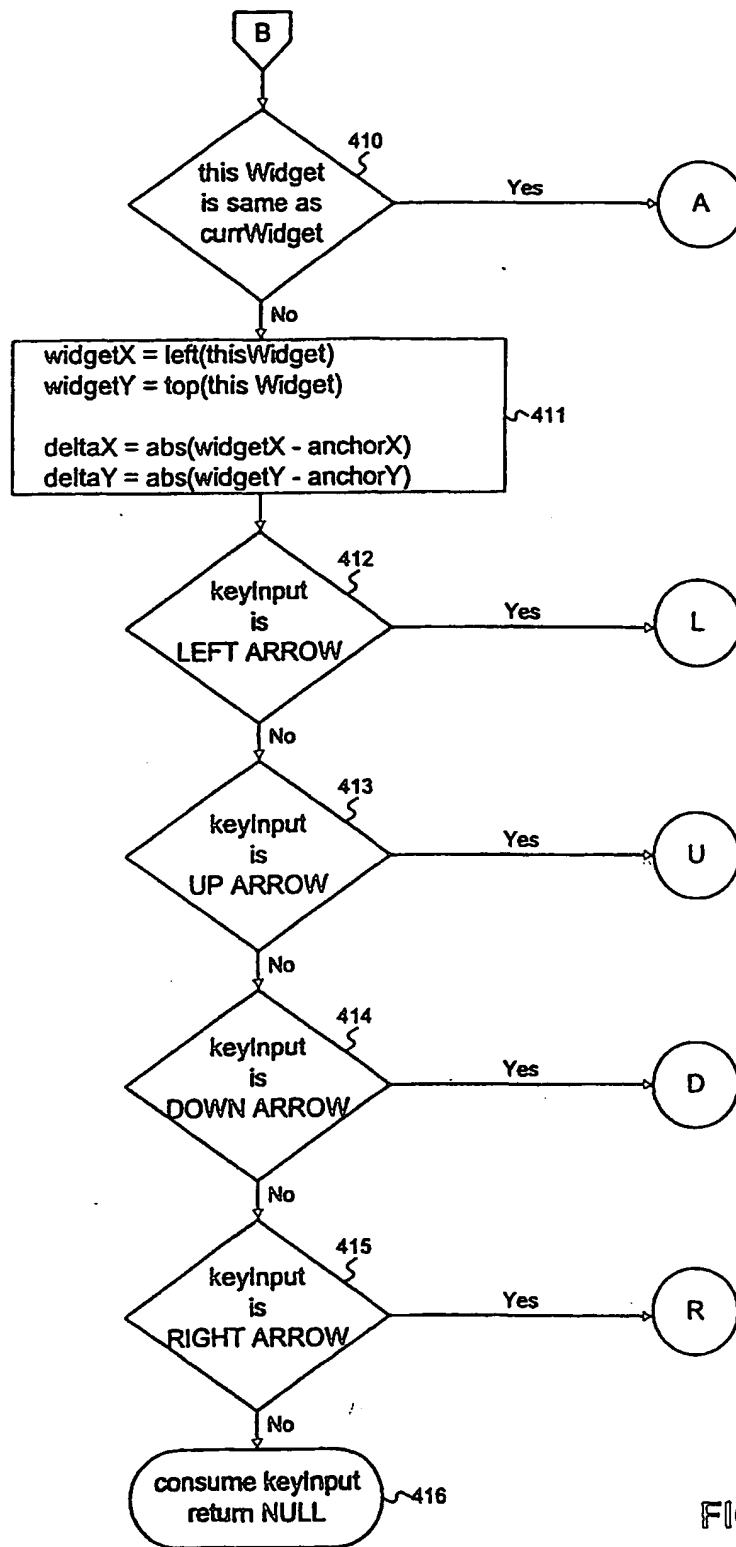 B
410
this Widget
is same as
currWidget
Yes
A
No
widgetX = left(thisWidget)
widgetY = top(this Widget)
deltaX = abs(widgetX - anchorX)
deltaY = abs(widgetY - anchorY)
411
412
keyInput
is
LEFT ARROW
Yes
L
No
413
keyInput
is
UP ARROW
Yes
U
No
414
keyInput
is
DOWN ARROW
Yes
D
No
415
keyInput
is
RIGHT ARROW
Yes
R
No
consume keyInput
return NULL
416